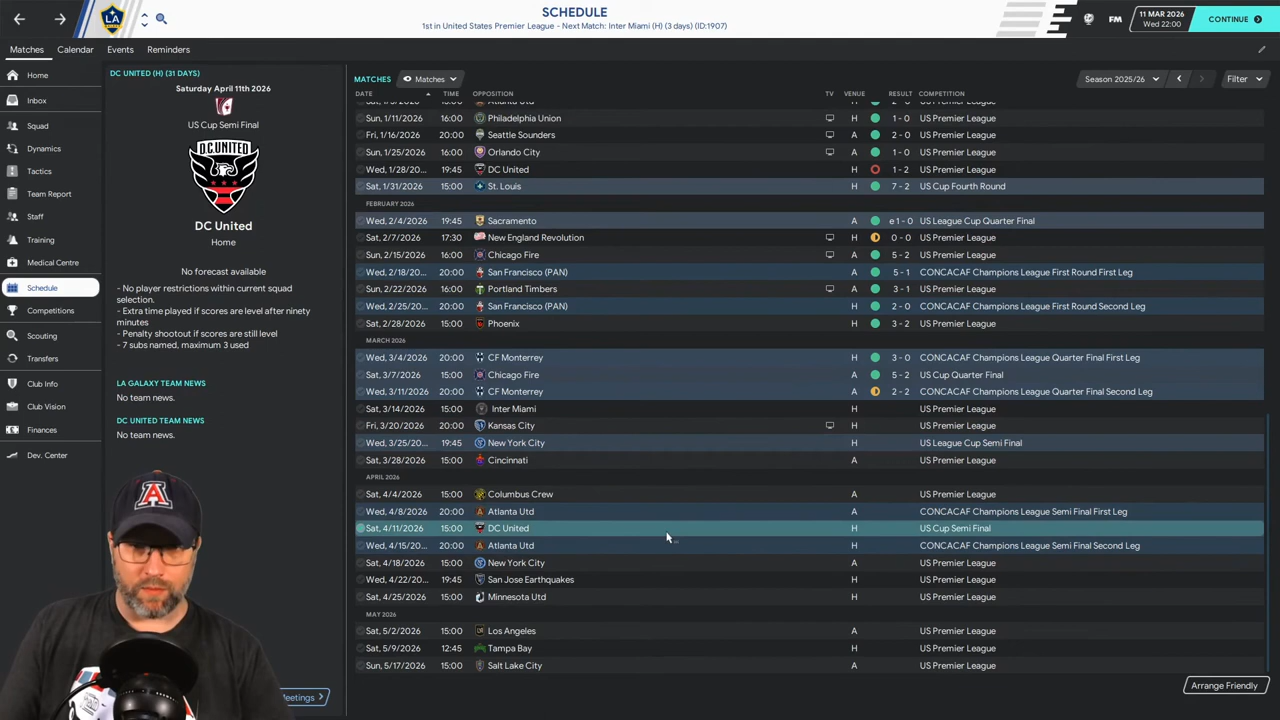 LA
SCHEDULE
1st in United States Premier League - Next Match: Inter Miami (H) (3 days) (ID:1907)
FM
11 MAR 2026
Wed 22:00
CONTINUE
Matches
Calendar
Events
Reminders
Home
Inbox
Squad
Dynamics
Tactics
Team Report
Staff
Training
Medical Centre
Schedule
Competitions
Scouting
Transfers
Club Info
Club Vision
Finances
Dev. Center
DC UNITED (H) (31 DAYS)
Saturday April 11th 2026
US Cup Semi Final
D.C.UNITED
DC United
Home
No forecast available
- No player restrictions within current squad
selection.
- Extra time played if scores are level after ninety
minutes
- Penalty shootout if scores are still level
- 7 subs named, maximum 3 used
LA GALAXY TEAM NEWS
No team news.
DC UNITED TEAM NEWS
No team news.
A
Meetings
MATCHES Matches Season 2025/26 Filter
DATE TIME OPPOSITION TV VENUE RESULT COMPETITION
Sat, 1/3/2026 15:00 Atlanta Utd H 2 - 0 US Premier League
Sun, 1/11/2026 16:00 Philadelphia Union H 1 - 0 US Premier League
Fri, 1/16/2026 20:00 Seattle Sounders A 2 - 0 US Premier League
Sun, 1/25/2026 16:00 Orlando City A 1 - 0 US Premier League
Wed, 1/28/20... 19:45 DC United H 1 - 2 US Premier League
Sat, 1/31/2026 15:00 St. Louis H 7 - 2 US Cup Fourth Round
FEBRUARY 2026
Wed, 2/4/2026 19:45 Sacramento A e 1 - 0 US League Cup Quarter Final
Sat, 2/7/2026 17:30 New England Revolution H 0 - 0 US Premier League
Sun, 2/15/2026 16:00 Chicago Fire A 5 - 2 US Premier League
Wed, 2/18/20... 20:00 San Francisco (PAN) A 5 - 1 CONCACAF Champions League First Round First Leg
Sun, 2/22/2026 16:00 Portland Timbers A 3 - 1 US Premier League
Wed, 2/25/20... 20:00 San Francisco (PAN) H 2 - 0 CONCACAF Champions League First Round Second Leg
Sat, 2/28/2026 15:00 Phoenix H 3 - 2 US Premier League
MARCH 2026
Wed, 3/4/2026 20:00 CF Monterrey H 3 - 0 CONCACAF Champions League Quarter Final First Leg
Sat, 3/7/2026 15:00 Chicago Fire A 5 - 2 US Cup Quarter Final
Wed, 3/11/2026 20:00 CF Monterrey A 2 - 2 CONCACAF Champions League Quarter Final Second Leg
Sat, 3/14/2026 15:00 Inter Miami H US Premier League
Fri, 3/20/2026 20:00 Kansas City H US Premier League
Wed, 3/25/20... 19:45 New York City H US League Cup Semi Final
Sat, 3/28/2026 15:00 Cincinnati A US Premier League
APRIL 2026
Sat, 4/4/2026 15:00 Columbus Crew A US Premier League
Wed, 4/8/2026 20:00 Atlanta Utd A CONCACAF Champions League Semi Final First Leg
Sat, 4/11/2026 15:00 DC United H US Cup Semi Final
Wed, 4/15/20... 20:00 Atlanta Utd H CONCACAF Champions League Semi Final Second Leg
Sat, 4/18/2026 15:00 New York City A US Premier League
Wed, 4/22/20... 19:45 San Jose Earthquakes H US Premier League
Sat, 4/25/2026 15:00 Minnesota Utd H US Premier League
MAY 2026
Sat, 5/2/2026 15:00 Los Angeles A US Premier League
Sat, 5/9/2026 12:45 Tampa Bay H US Premier League
Sun, 5/17/2026 15:00 Salt Lake City A US Premier League
Arrange Friendly